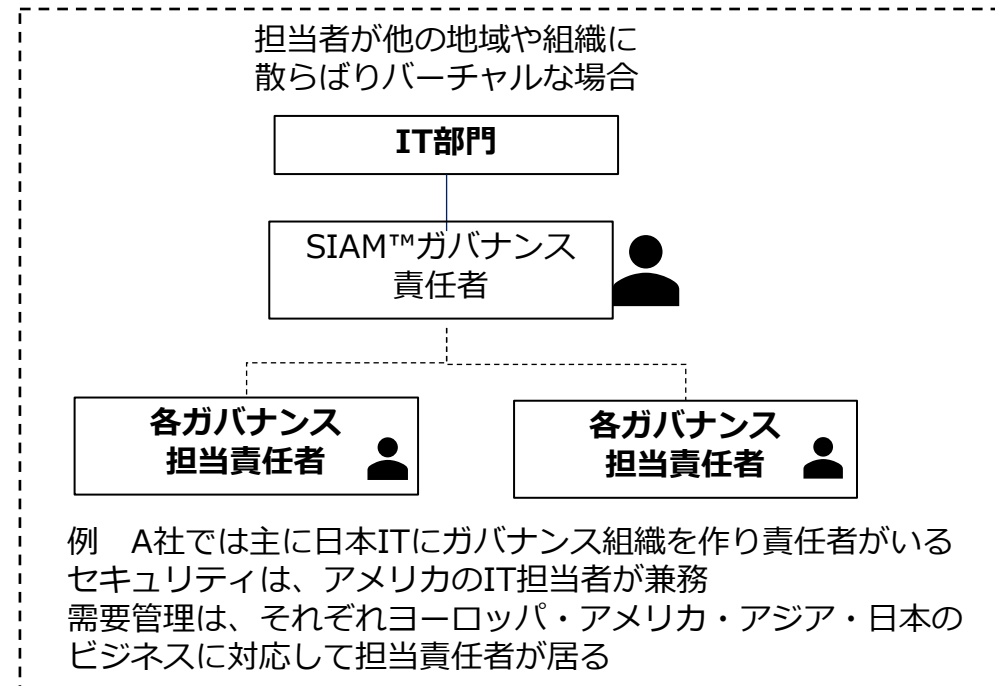 担当者が他の地域や組織に
散らばりバーチャルな場合
IT部門
SIAM™ガバナンス
責任者
各ガバナンス
担当責任者
各ガバナンス
担当責任者
例　A社では主に日本ITにガバナンス組織を作り責任者がいる
セキュリティは、アメリカのIT担当者が兼務
需要管理は、それぞれヨーロッパ・アメリカ・アジア・日本の
ビジネスに対応して担当責任者が居る